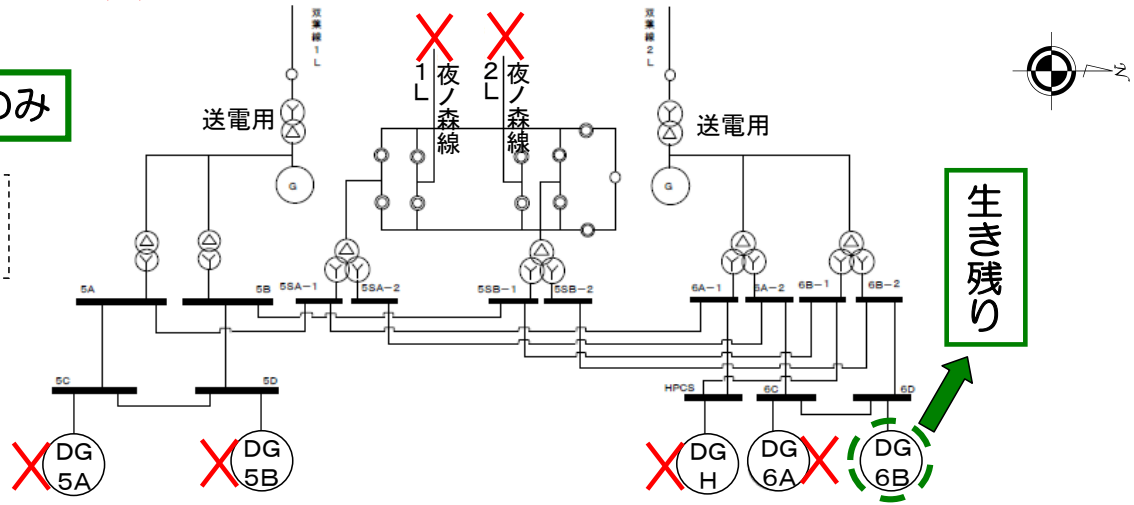 双葉線1L
夜ノ森線
1L
夜ノ森線
2L
双葉線2L
N
のみ
送電用
送電用
G
G
生き残り
5A
5B
5SA-1
5SA-2
5SB-1
5SB-2
6A-1
6A-2
6B-1
6B-2
5C
5D
HPCS
6C
6D
DG
5A
DG
5B
DG
H
DG
6A
DG
6B